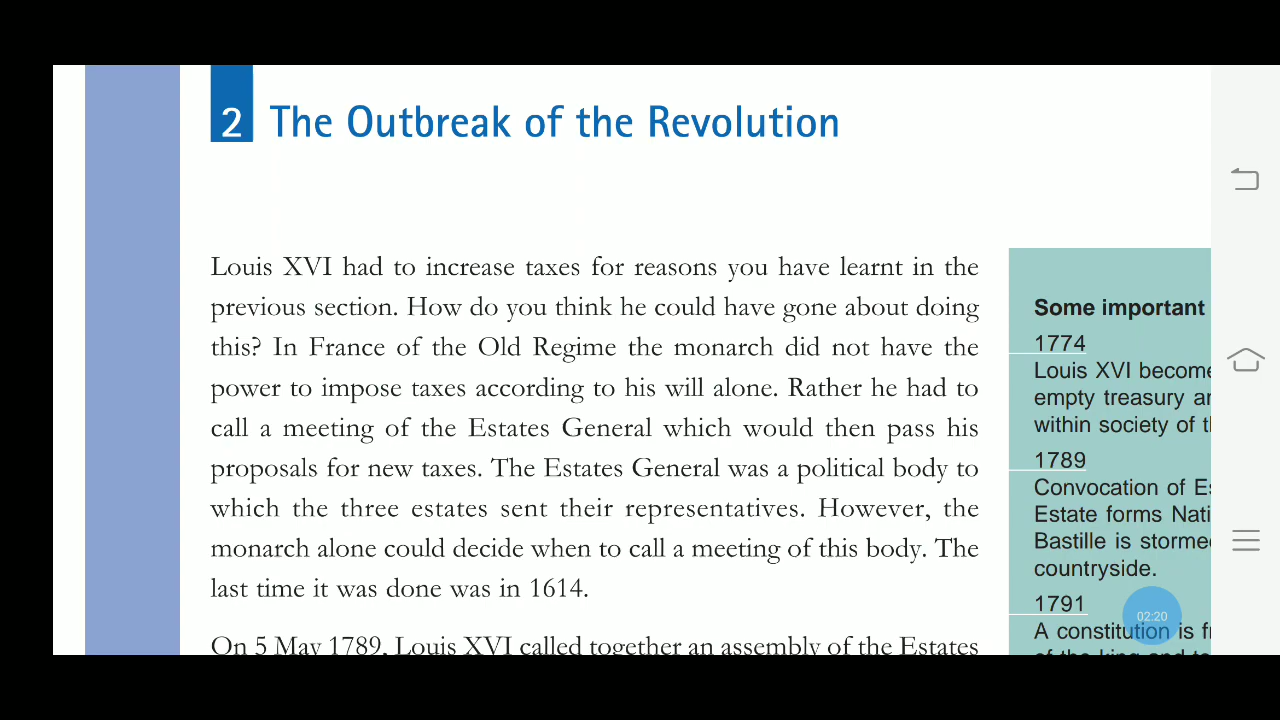 2 The Outbreak of the Revolution
Louis XVI had to increase taxes for reasons you have learnt in the
previous section. How do you think he could have gone about doing
this? In France of the Old Regime the monarch did not have the
power to impose taxes according to his will alone. Rather he had to
call a meeting of the Estates General which would then pass his
proposals for new taxes. The Estates General was a political body to
which the three estates sent their representatives. However, the
monarch alone could decide when to call a meeting of this body. The
last time it was done was in 1614.
On 5 May 1789, Louis XVI called together an assembly of the Estates
Some important
1774
Louis XVI become
empty treasury
within society of
1789
Convocation of
Estate forms
Bastille is
countryside.
1791
A constitution is
of the king and
02:20